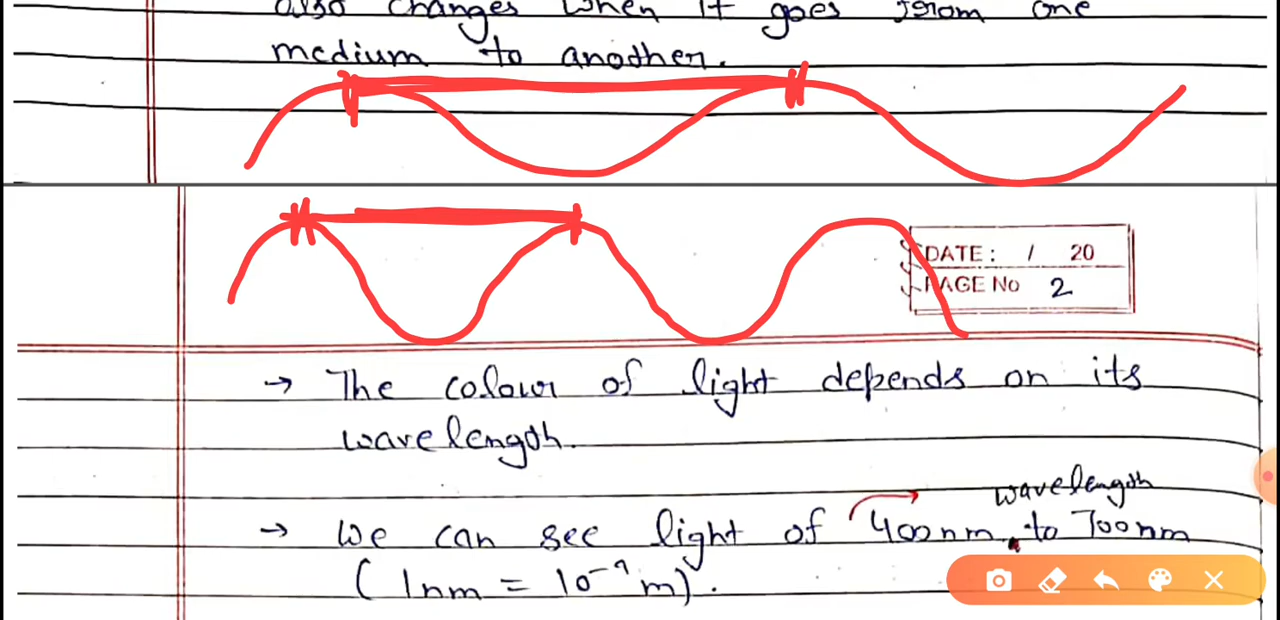 also changes when it goes from one
medium to another.
DATE: / 20
PAGE No 2
→ The colour of light depends on its
wavelength.
wavelength
→ We can see light of 400nm to 700nm
(1nm = 10⁻⁹m).